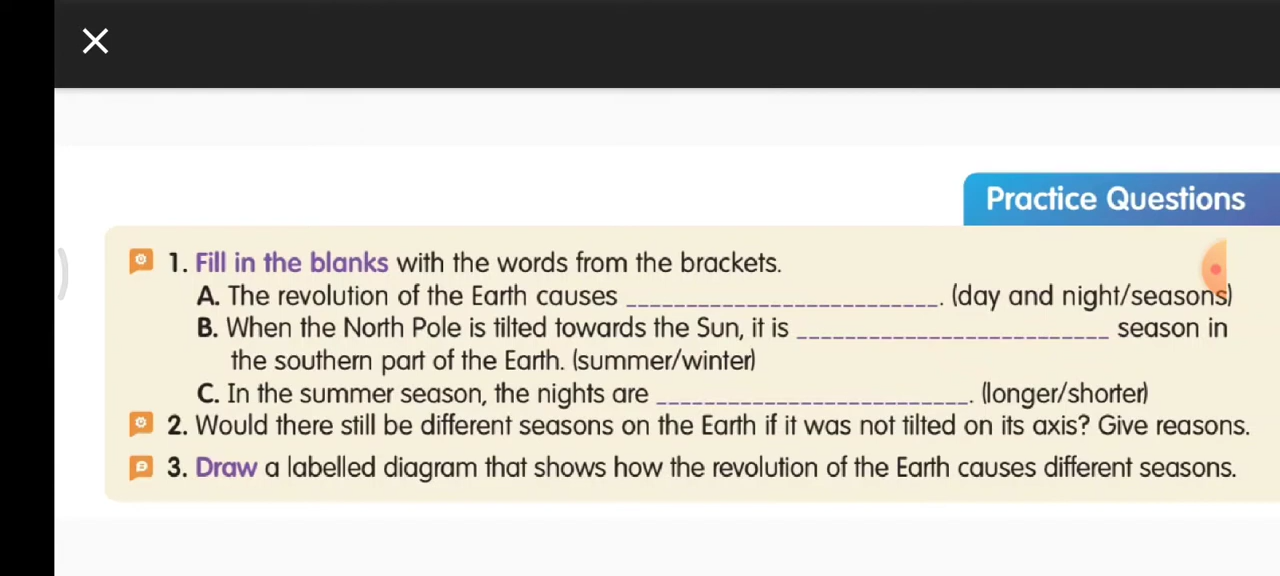 Practice Questions
1. Fill in the blanks with the words from the brackets.
A. The revolution of the Earth causes __________________________. (day and night/seasons)
B. When the North Pole is tilted towards the Sun, it is __________________________ season in
the southern part of the Earth. (summer/winter)
C. In the summer season, the nights are __________________________. (longer/shorter)
2. Would there still be different seasons on the Earth if it was not tilted on its axis? Give reasons.
3. Draw a labelled diagram that shows how the revolution of the Earth causes different seasons.